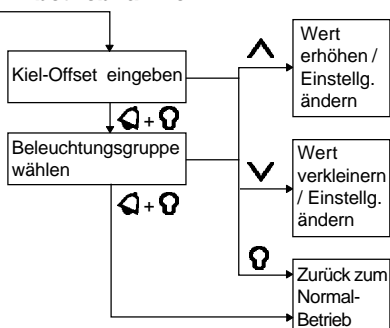 Kiel-Offset eingeben
+
Beleuchtungsgruppe
wählen
+
Wert
erhöhen /
Einstellg.
ändern
Wert
verkleinern
/ Einstellg.
ändern
Zurück zum
Normal-
Betrieb